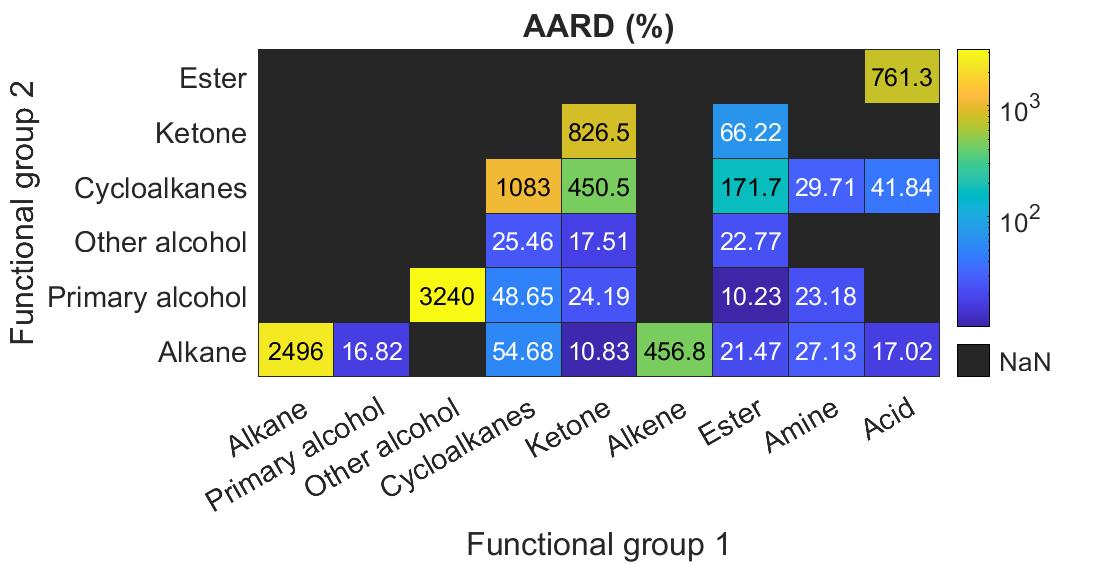 AARD (%)
Ester 761.3
Ketone 826.5 66.22
Cycloalkanes 1083 450.5 171.7 29.71 41.84
Other alcohol 25.46 17.51 22.77
Primary alcohol 3240 48.65 24.19 10.23 23.18
Alkane 2496 16.82 54.68 10.83 456.8 21.47 27.13 17.02
Functional group 2
Alkane
Primary alcohol
Other alcohol
Cycloalkanes
Ketone
Alkene
Ester
Amine
Acid
Functional group 1
10³
10²
NaN